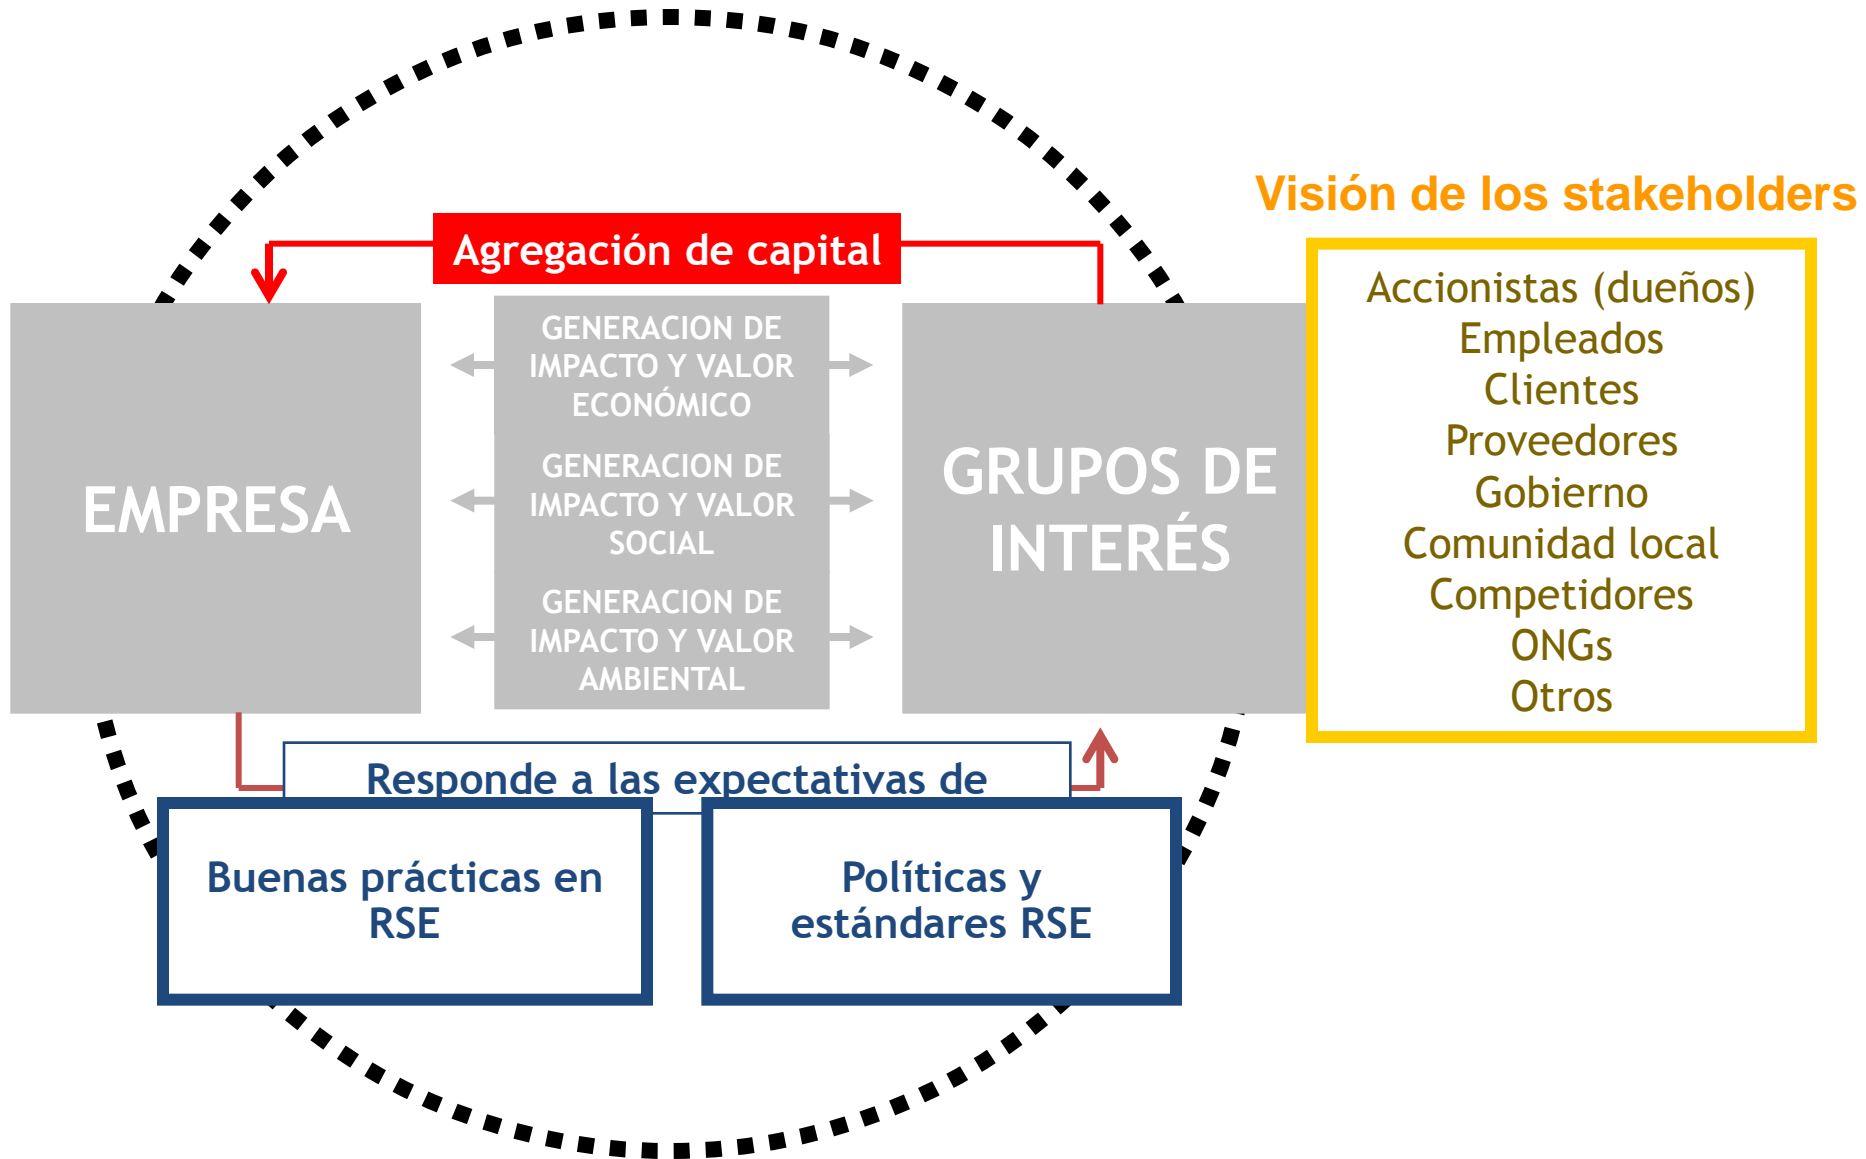 Visión de los stakeholders
Agregación de capital
EMPRESA
GENERACION DE
IMPACTO Y VALOR
ECONÓMICO
GENERACION DE
IMPACTO Y VALOR
SOCIAL
GENERACION DE
IMPACTO Y VALOR
AMBIENTAL
GRUPOS DE
INTERÉS
Accionistas (dueños)
Empleados
Clientes
Proveedores
Gobierno
Comunidad local
Competidores
ONGs
Otros
Responde a las expectativas de
Buenas prácticas en
RSE
Políticas y
estándares RSE